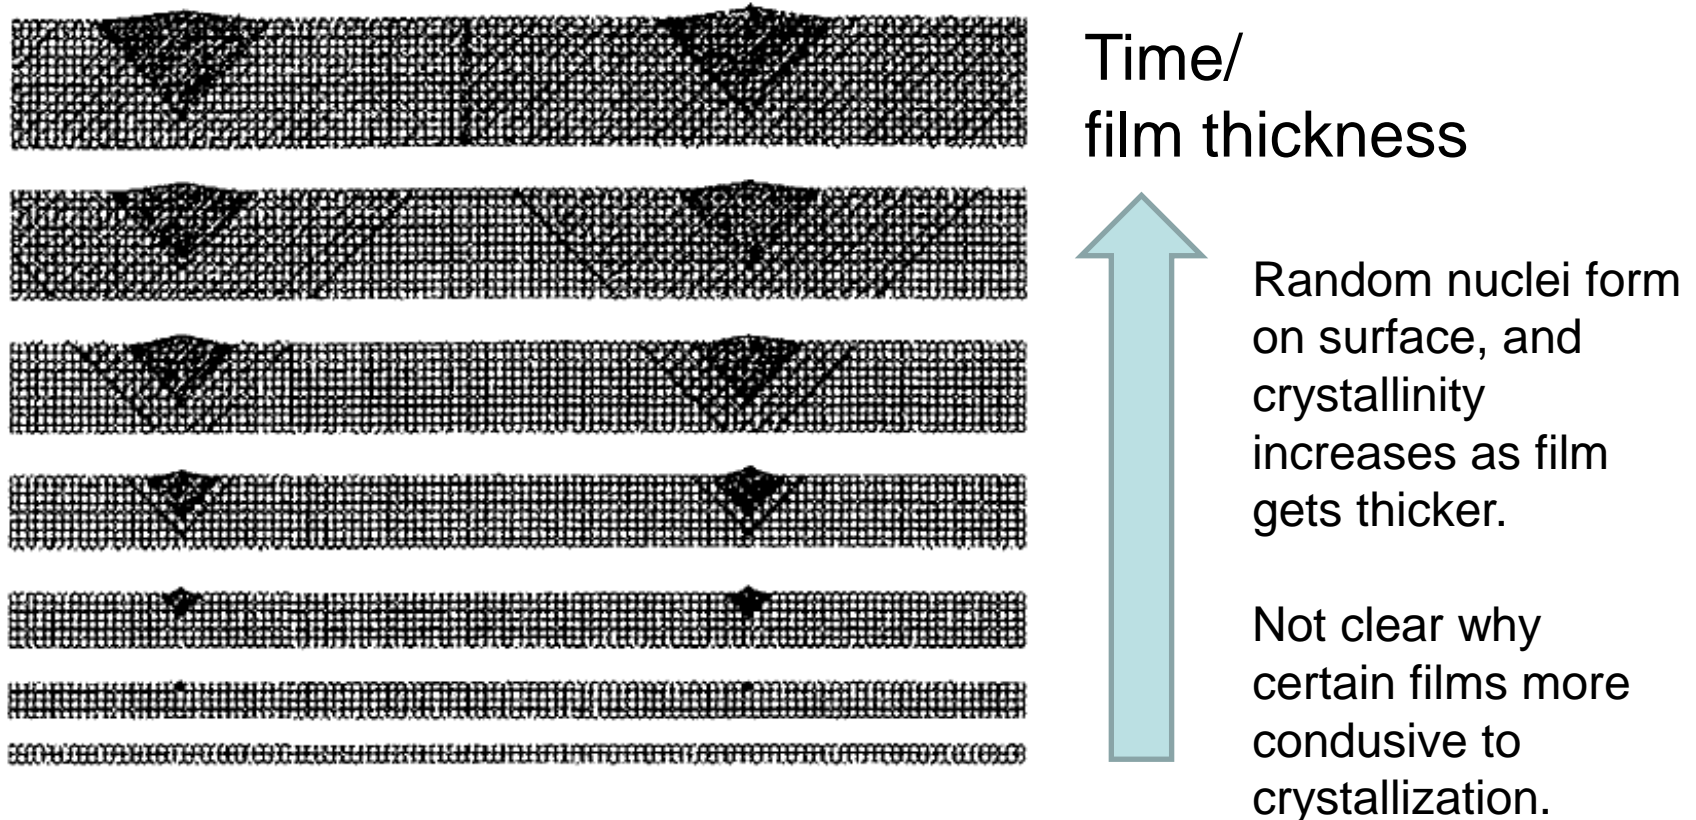 Time/
film thickness
Random nuclei form
on surface, and
crystallinity
increases as film
gets thicker.
Not clear why
certain films more
condusive to
crystallization.